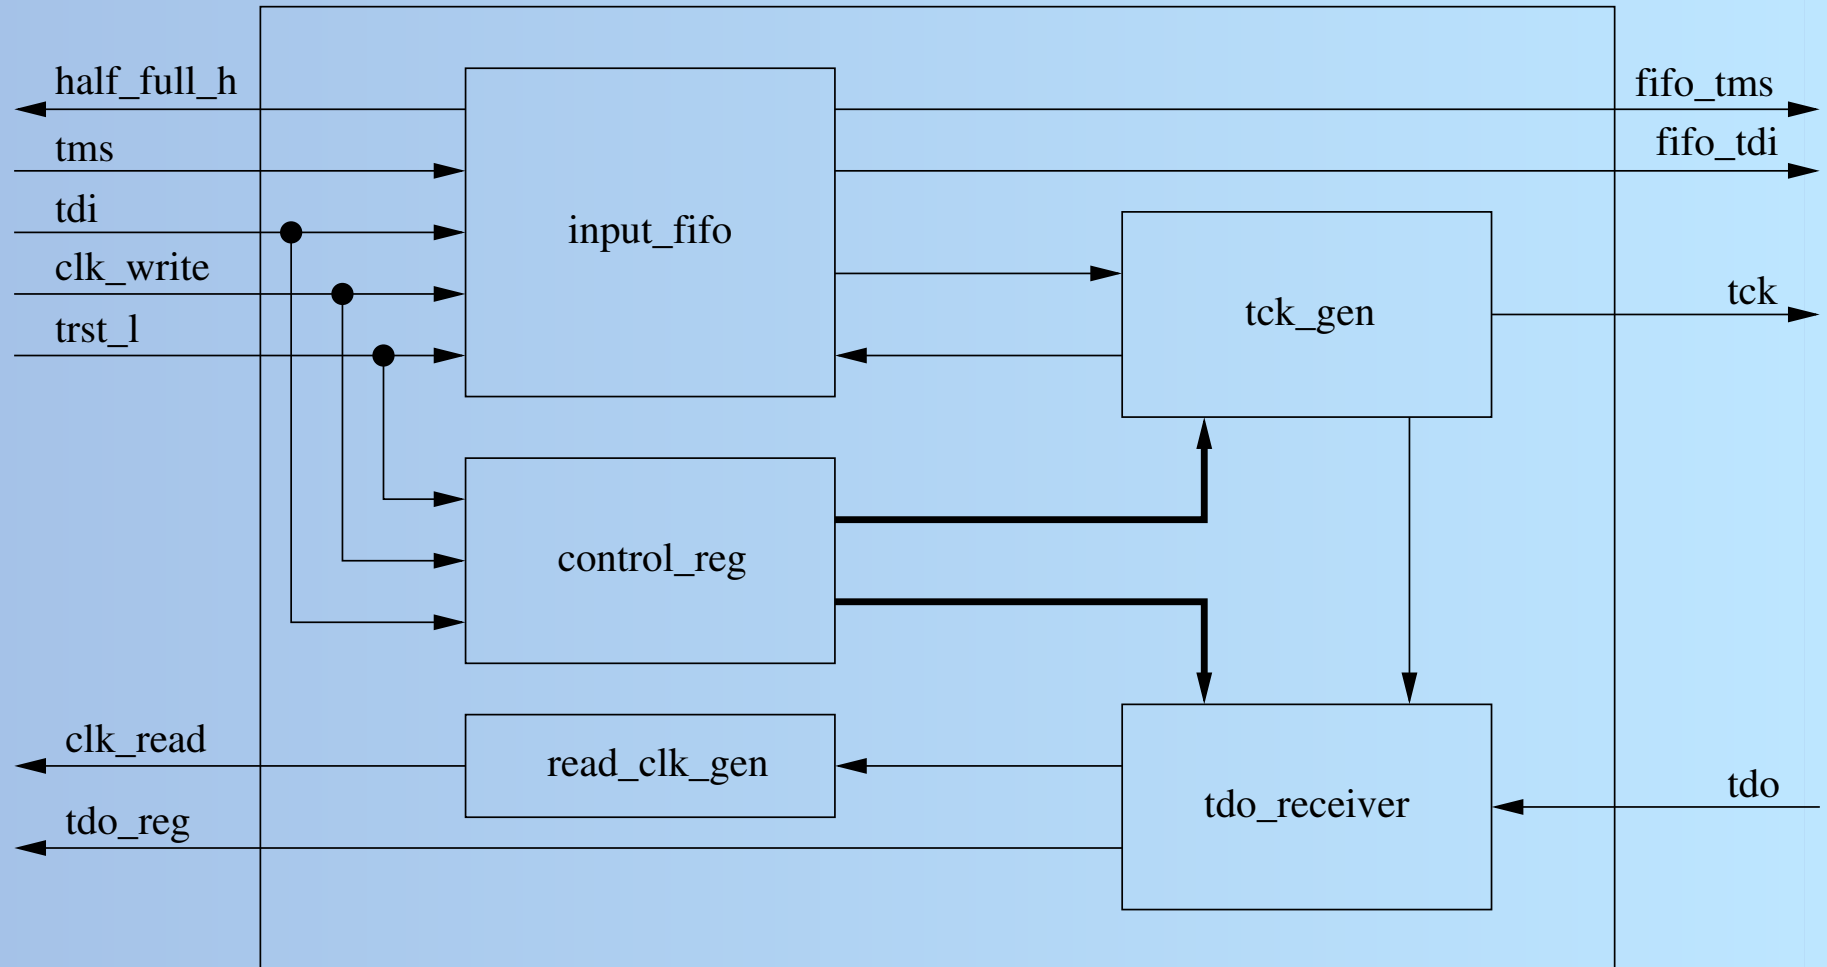 half_full_h
fifo_tms
tms
fifo_tdi
tdi
input_fifo
clk_write
tck_gen
tck
trst_l
control_reg
clk_read
read_clk_gen
tdo
tdo_receiver
tdo_reg